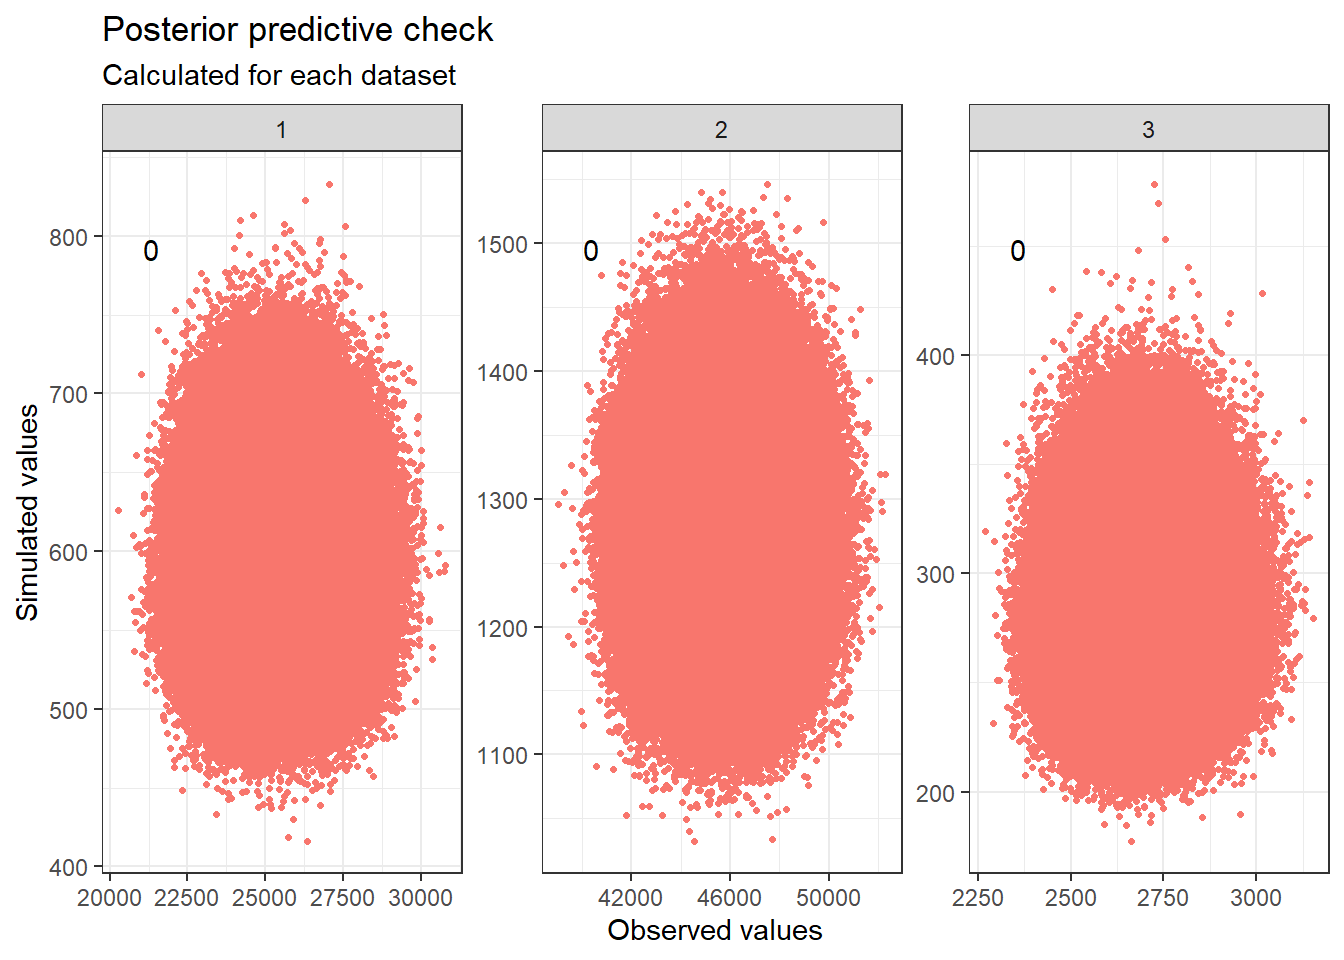 Posterior predictive check
Calculated for each dataset
1
2
3
Simulated values
800
700
600
500
400
0
20000 22500 25000 27500 30000
1500
1400
1300
1200
1100
0
42000 46000 50000
400
300
200
0
2250 2500 2750 3000
Observed values